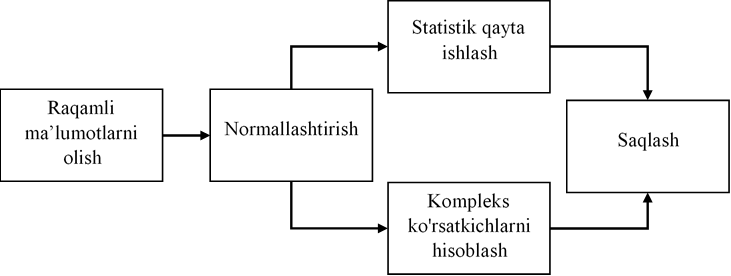 Raqamli
ma’lumotlarni
olish
Normallashtirish
Statistik qayta
ishlash
Kompleks
ko'rsatkichlarni
hisoblash
Saqlash